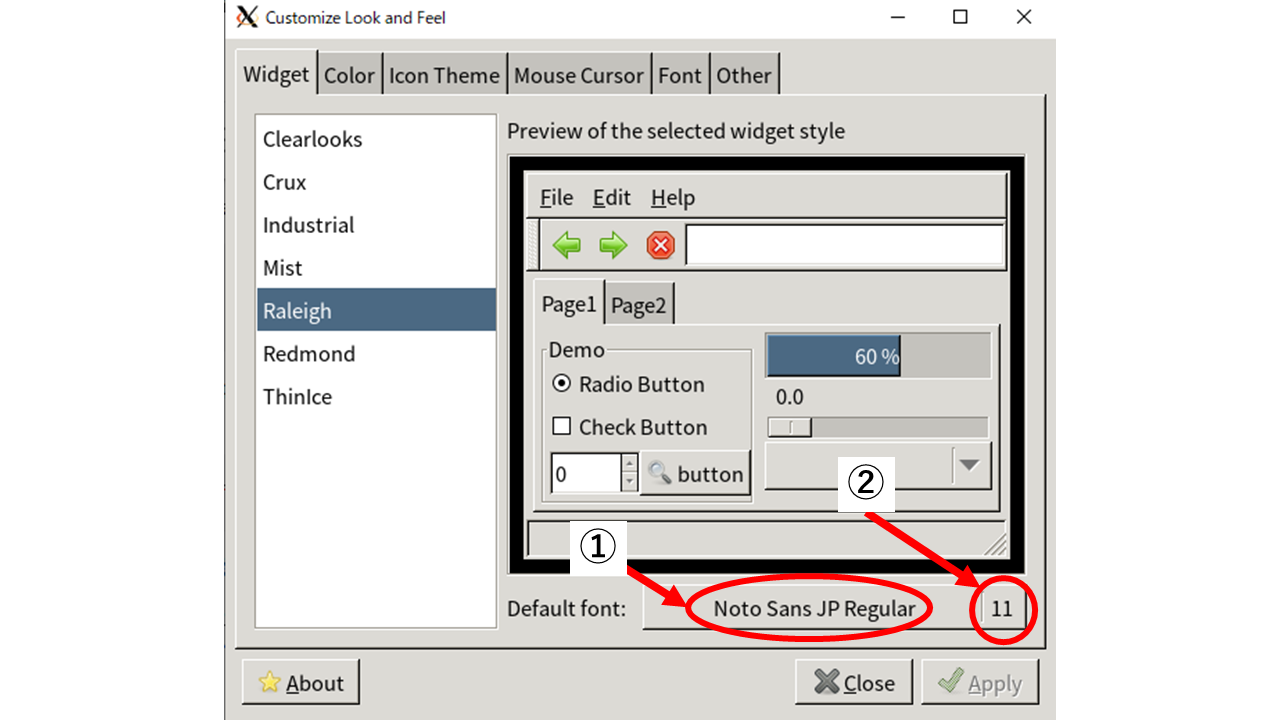 Customize Look and Feel
Widget Color Icon Theme Mouse Cursor Font Other
Clearlooks
Crux
Industrial
Mist
Raleigh
Redmond
ThinIce
Preview of the selected widget style
File Edit Help
Page1 Page2
Demo
Radio Button
Check Button
0 button
60 %
0.0
①
②
Default font: Noto Sans JP Regular 11
About Close Apply